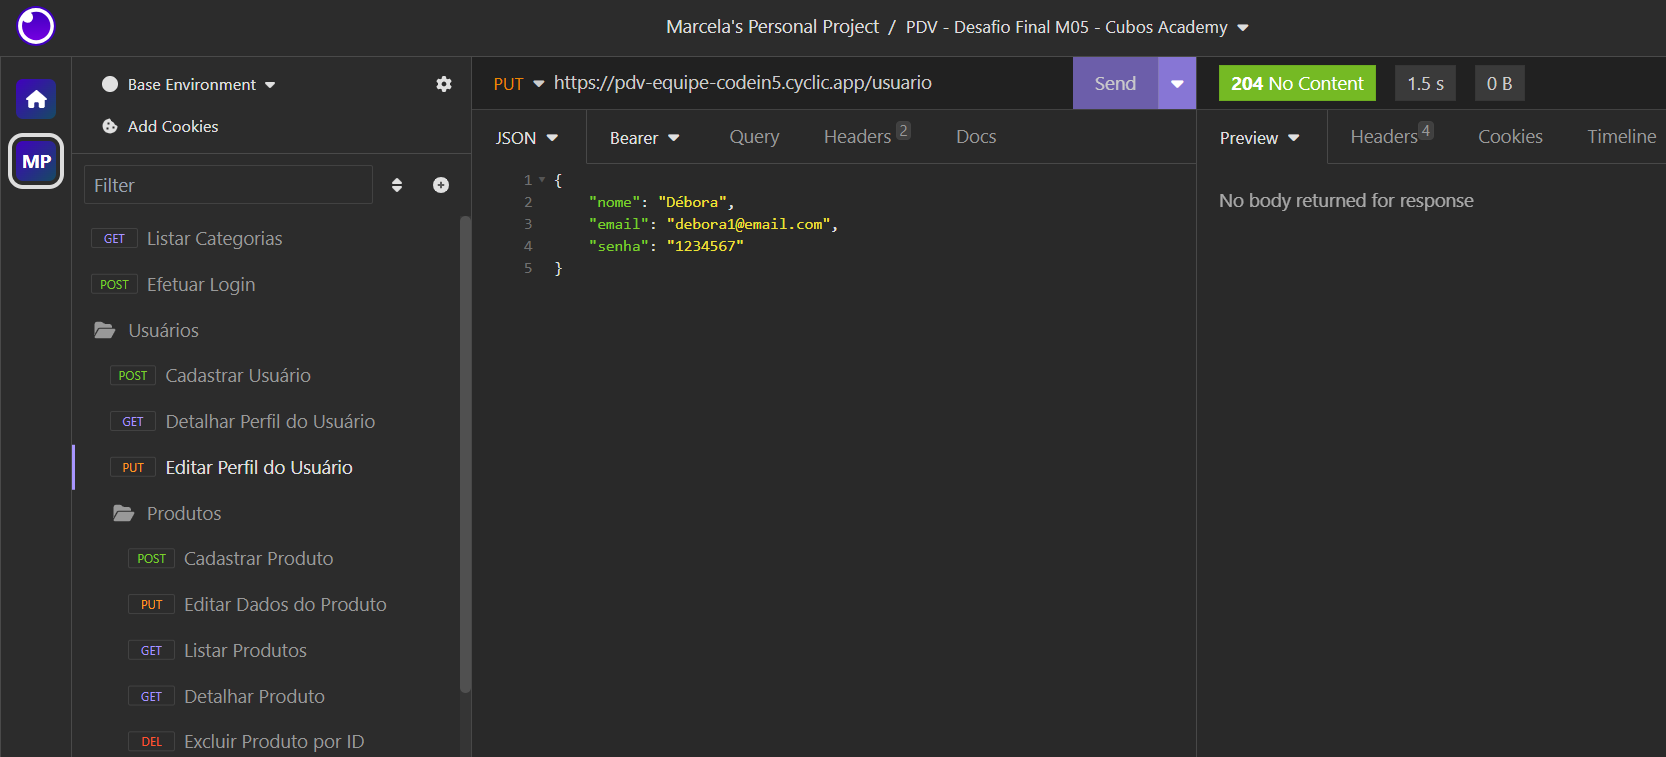 Marcela's Personal Project / PDV - Desafio Final M05 - Cubos Academy
MP
Base Environment
Add Cookies
Filter
GET Listar Categorias
POST Efetuar Login
Usuários
POST Cadastrar Usuário
GET Detalhar Perfil do Usuário
PUT Editar Perfil do Usuário
Produtos
POST Cadastrar Produto
PUT Editar Dados do Produto
GET Listar Produtos
GET Detalhar Produto
DEL Excluir Produto por ID
PUT https://pdv-equipe-codein5.cyclic.app/usuario Send
JSON Bearer Query Headers 2 Docs
1 {
2 "nome": "Débora",
3 "email": "debora1@email.com",
4 "senha": "1234567"
5 }
204 No Content 1.5 s 0 B
Preview Headers 4 Cookies Timeline
No body returned for response